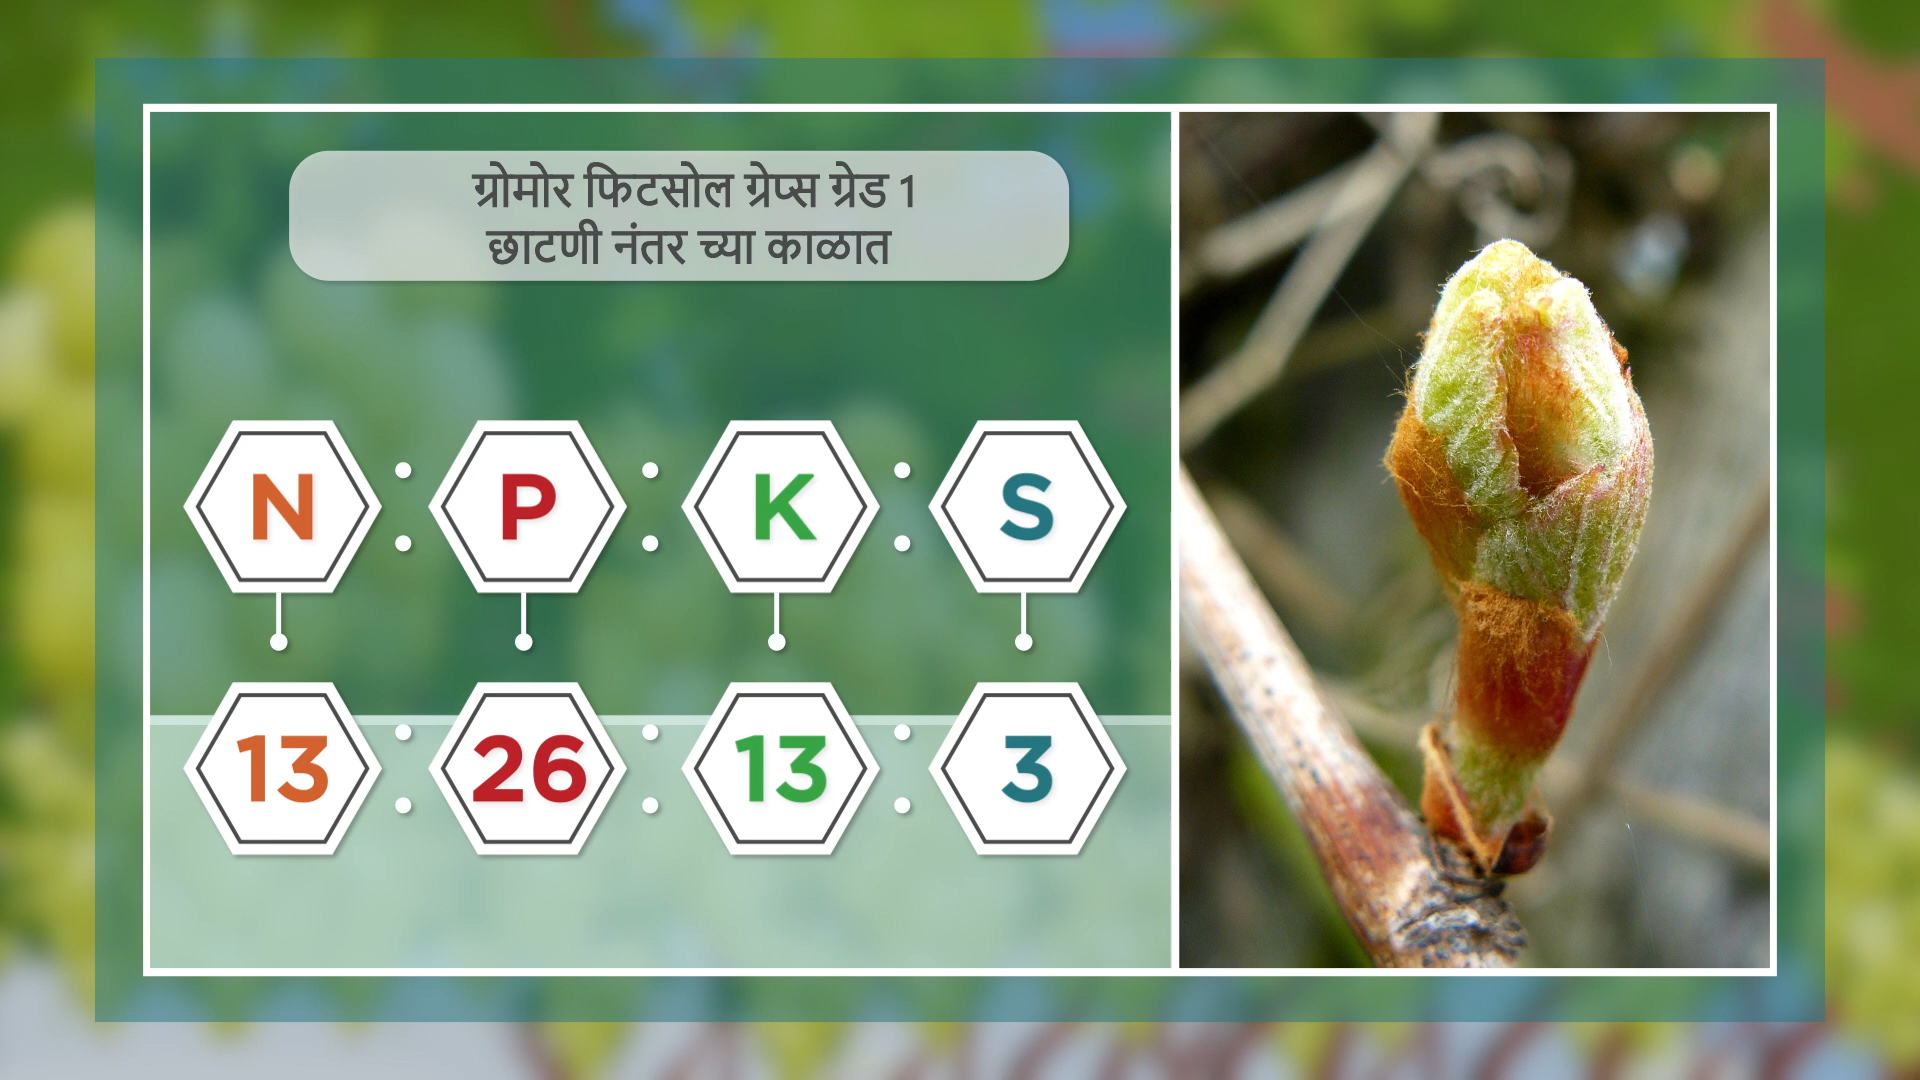 ग्रोमोर फिटसोल ग्रेप्स ग्रेड 1
छाटणी नंतर च्या काळात
N : P : K : S
13 : 26 : 13 : 3